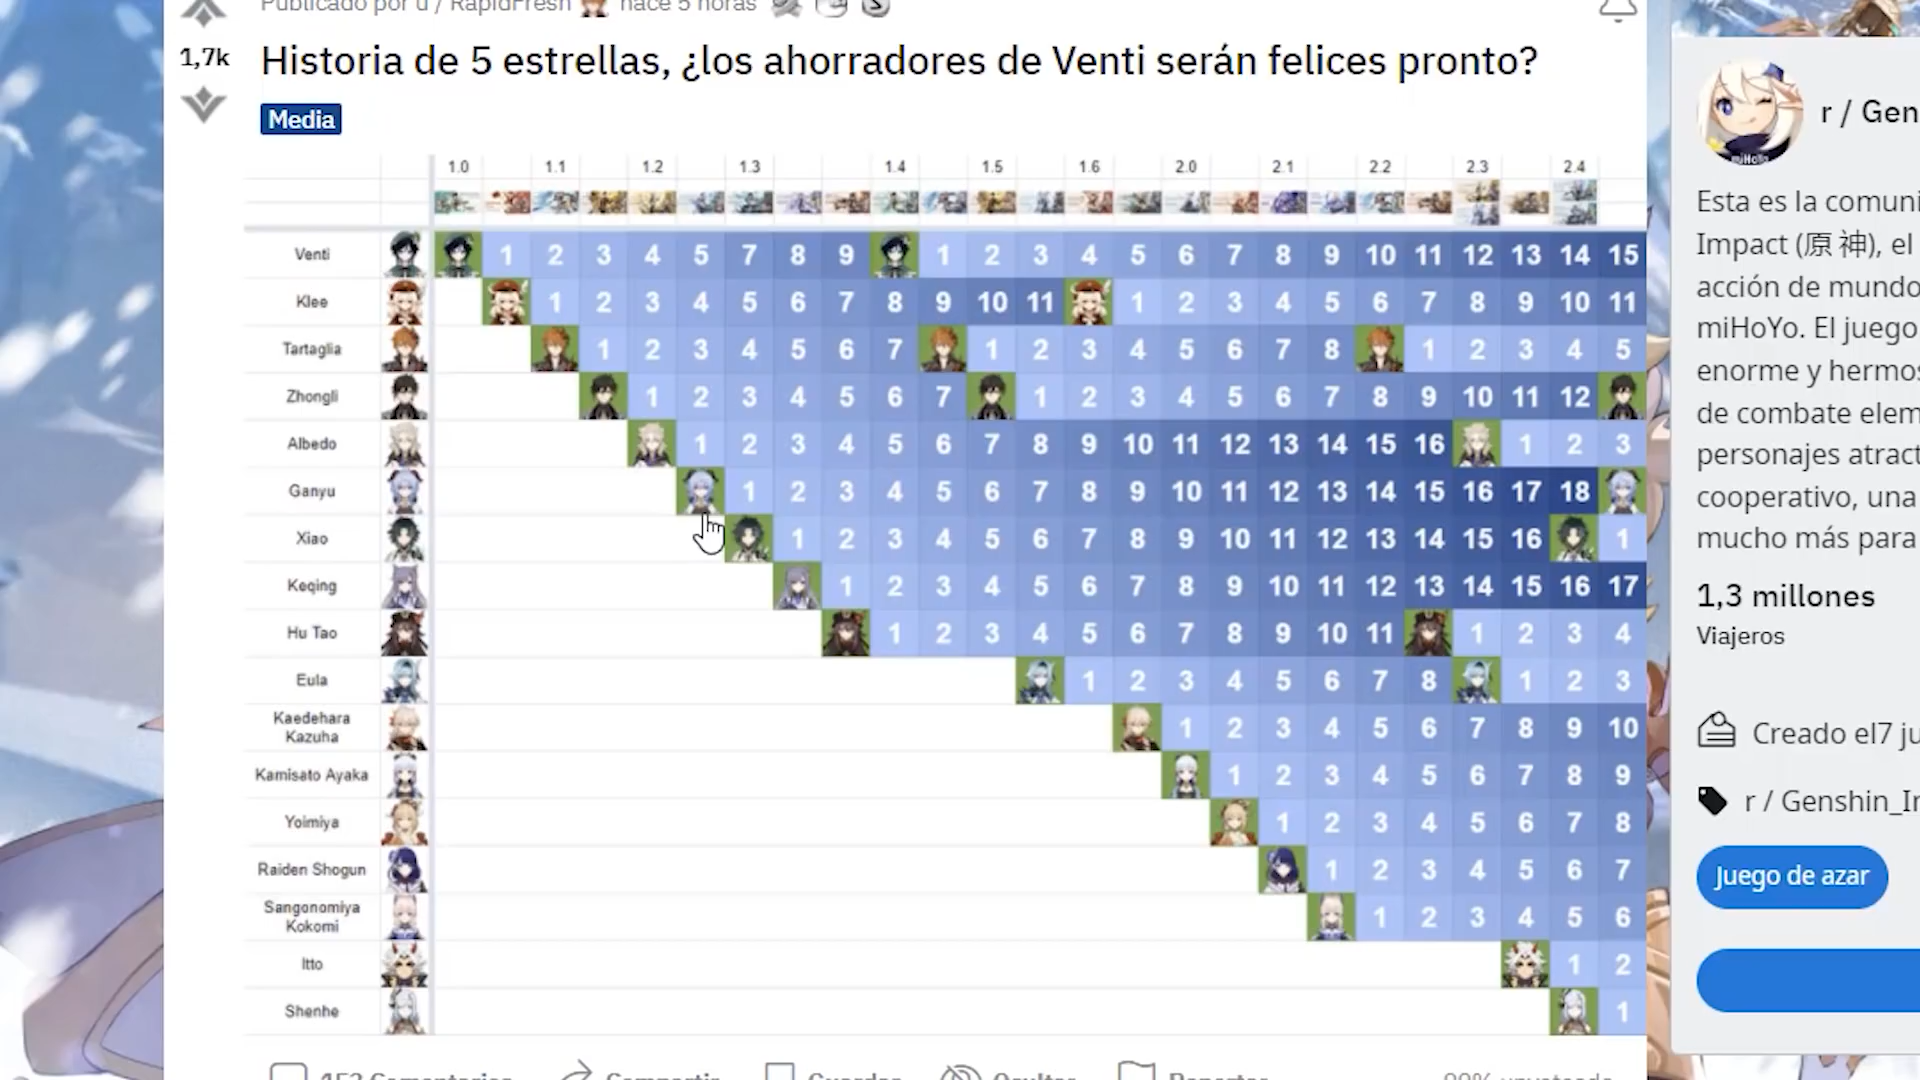 Publicado por u / RapidFresh hace 5 horas
1,7k
Historia de 5 estrellas, ¿los ahorradores de Venti serán felices pronto?
Media
1.0 1.1 1.2 1.3 1.4 1.5 1.6 2.0 2.1 2.2 2.3 2.4
Venti 1 2 3 4 5 7 8 9 1 2 3 4 5 6 7 8 9 10 11 12 13 14 15
Klee 1 2 3 4 5 6 7 8 9 10 11 1 2 3 4 5 6 7 8 9 10 11
Tartaglia 1 2 3 4 5 6 7 1 2 3 4 5 6 7 8 1 2 3 4 5
Zhongli 1 2 3 4 5 6 7 1 2 3 4 5 6 7 8 9 10 11 12
Albedo 1 2 3 4 5 6 7 8 9 10 11 12 13 14 15 16 1 2 3
Ganyu 1 2 3 4 5 6 7 8 9 10 11 12 13 14 15 16 17 18
Xiao 1 2 3 4 5 6 7 8 9 10 11 12 13 14 15 16 1
Keqing 1 2 3 4 5 6 7 8 9 10 11 12 13 14 15 16 17
Hu Tao 1 2 3 4 5 6 7 8 9 10 11 1 2 3 4
Eula 1 2 3 4 5 6 7 8 1 2 3
Kaedehara
Kazuha 1 2 3 4 5 6 7 8 9 10
Kamisato Ayaka 1 2 3 4 5 6 7 8 9
Yoimiya 1 2 3 4 5 6 7 8
Raiden Shogun 1 2 3 4 5 6 7
Sangonomiya
Kokomi 1 2 3 4 5 6
Itto 1 2
Shenhe 1
153 Comentarios Compartir Guardar Ocultar Reportar
miHoYo
r / Gen
Esta es la comuni
Impact (原神), el
acción de mundo
miHoYo. El juego
enorme y hermos
de combate elem
personajes atract
cooperativo, una
mucho más para
1,3 millones
Viajeros
Creado el7 ju
r / Genshin_I
Juego de azar